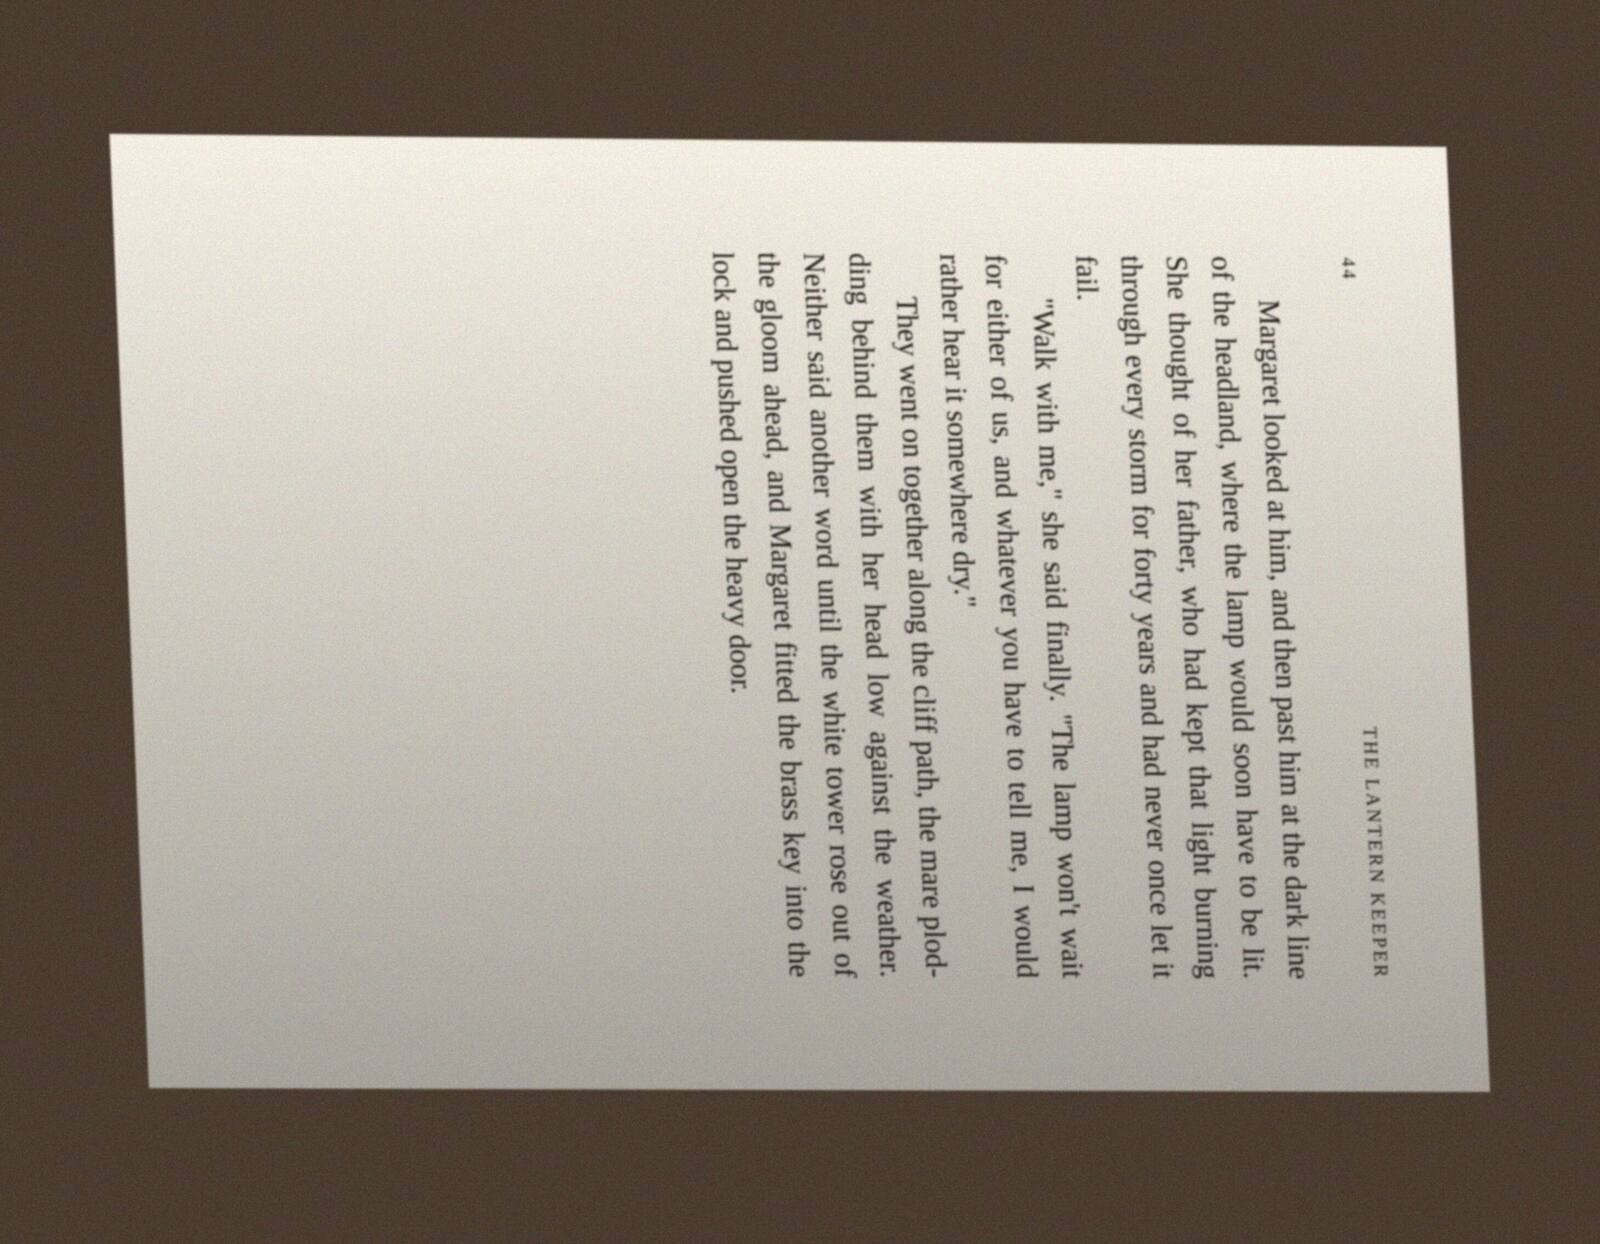 44 THE LANTERN KEEPER
Margaret looked at him, and then past him at the dark line
of the headland, where the lamp would soon have to be lit.
She thought of her father, who had kept that light burning
through every storm for forty years and had never once let it
fail.
"Walk with me," she said finally. "The lamp won't wait
for either of us, and whatever you have to tell me, I would
rather hear it somewhere dry."
They went on together along the cliff path, the mare plod-
ding behind them with her head low against the weather.
Neither said another word until the white tower rose out of
the gloom ahead, and Margaret fitted the brass key into the
lock and pushed open the heavy door.